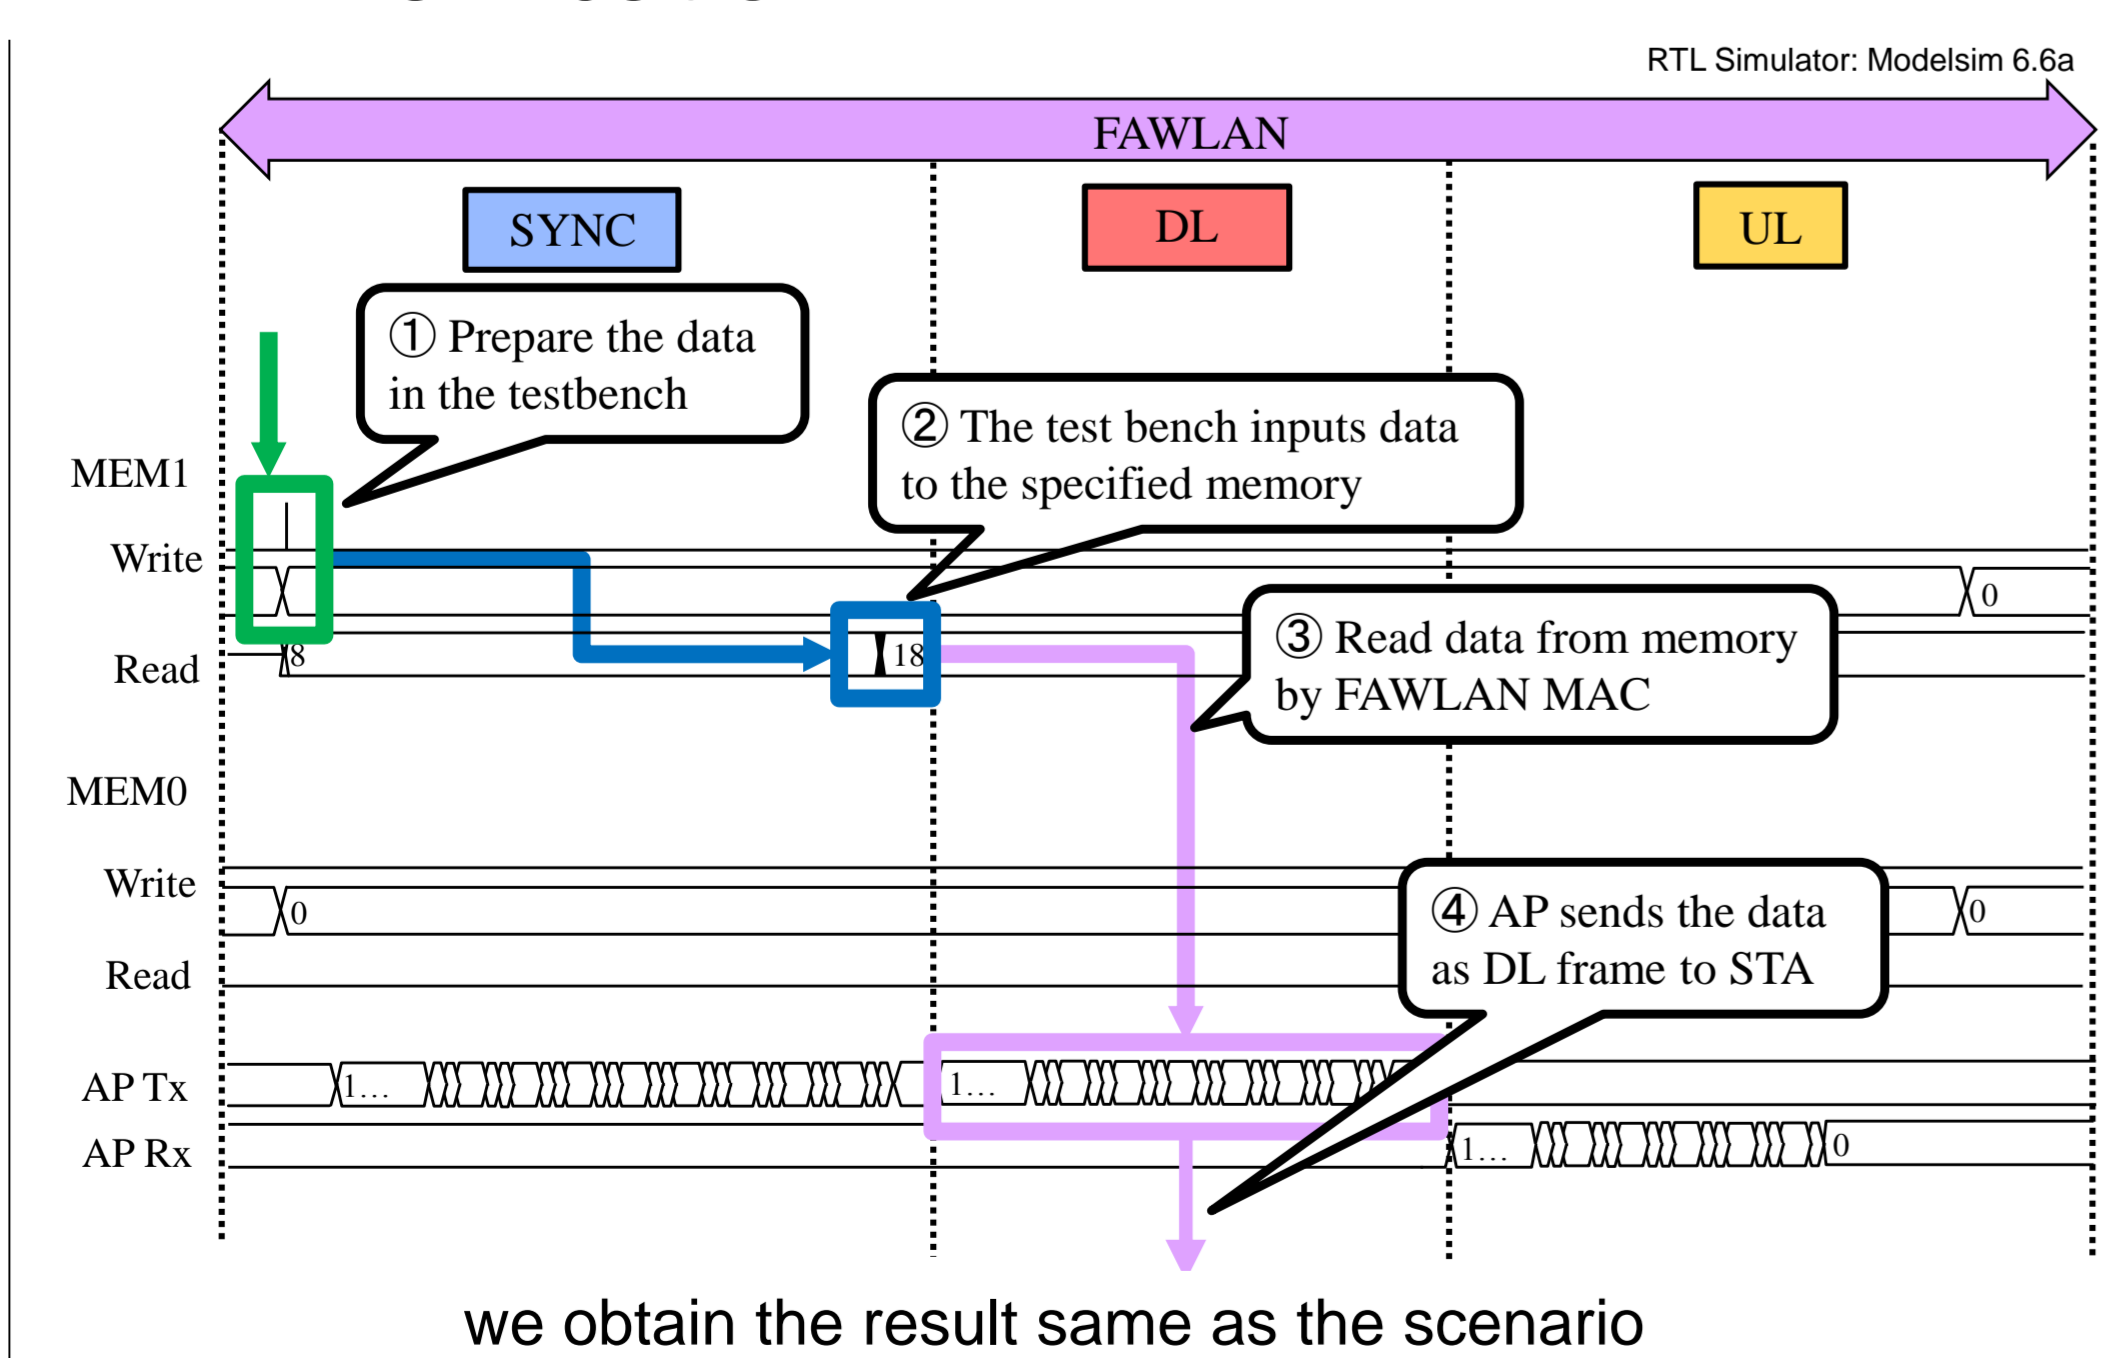 RTL Simulator: Modelsim 6.6a
FAWLAN
SYNC
DL
UL
① Prepare the data
in the testbench
② The test bench inputs data
to the specified memory
MEM1
Write
0
③ Read data from memory
by FAWLAN MAC
Read
8
18
MEM0
Write
0
0
④ AP sends the data
as DL frame to STA
Read
AP Tx
1...
1...
AP Rx
1...
0
we obtain the result same as the scenario